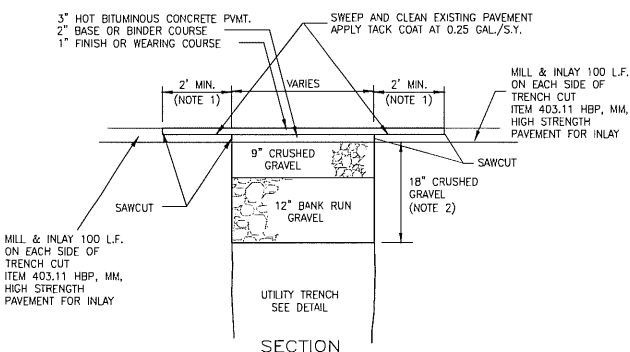 3" HOT BITUMINOUS CONCRETE PVMT.
2" BASE OR BINDER COURSE
1" FINISH OR WEARING COURSE
SWEEP AND CLEAN EXISTING PAVEMENT
APPLY TACK COAT AT 0.25 GAL./S.Y.
2' MIN.
(NOTE 1)
VARIES
2' MIN.
(NOTE 1)
MILL & INLAY 100 L.F.
ON EACH SIDE OF
TRENCH CUT
ITEM 403.11 HBP, MM,
HIGH STRENGTH
PAVEMENT FOR INLAY
9" CRUSHED
GRAVEL
SAWCUT
18" CRUSHED
GRAVEL
(NOTE 2)
SAWCUT
12" BANK RUN
GRAVEL
MILL & INLAY 100 L.F.
ON EACH SIDE OF
TRENCH CUT
ITEM 403.11 HBP, MM,
HIGH STRENGTH
PAVEMENT FOR INLAY
UTILITY TRENCH
SEE DETAIL
SECTION